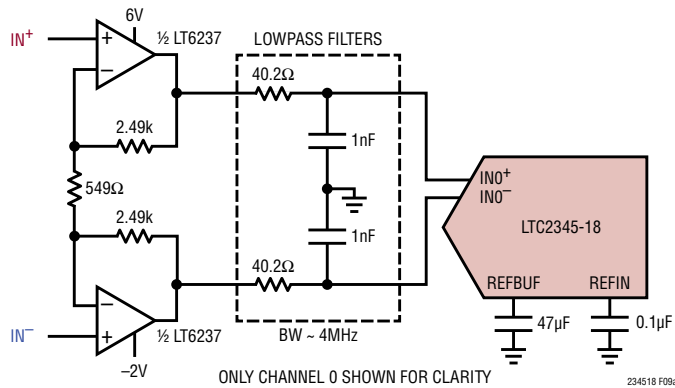 6V
IN+
+
–
½ LT6237
LOWPASS FILTERS
40.2Ω
2.49k
1nF
549Ω
IN0+
IN0–
LTC2345-18
2.49k
1nF
40.2Ω
REFBUF
REFIN
–
+
IN–
½ LT6237
47µF
0.1µF
BW ~ 4MHz
–2V
ONLY CHANNEL 0 SHOWN FOR CLARITY
234518 F09a